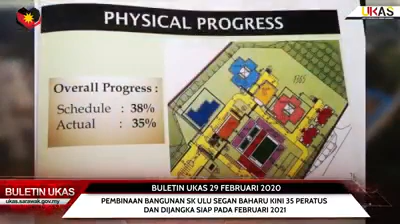 UKAS
PHYSICAL PROGRESS
Overall Progress :
Schedule : 38%
Actual : 35%
BULETIN UKAS
ukas.sarawak.gov.my
BULETIN UKAS 29 FEBRUARI 2020
PEMBINAAN BANGUNAN SK ULU SEGAN BAHARU KINI 35 PERATUS
DAN DIJANGKA SIAP PADA FEBRUARI 2021